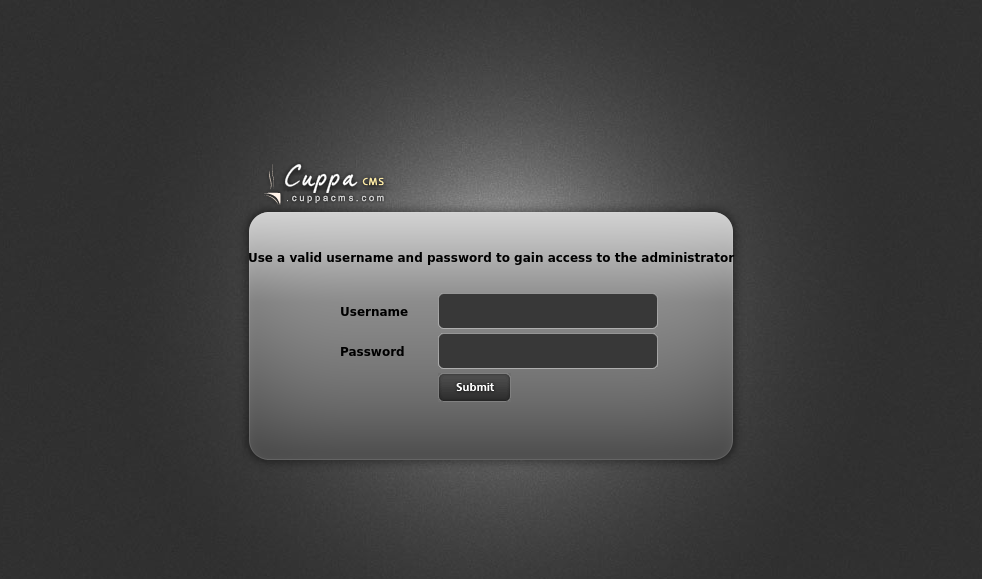 Cuppa CMS
.cuppacms.com
Use a valid username and password to gain access to the administrator
Username
Password
Submit